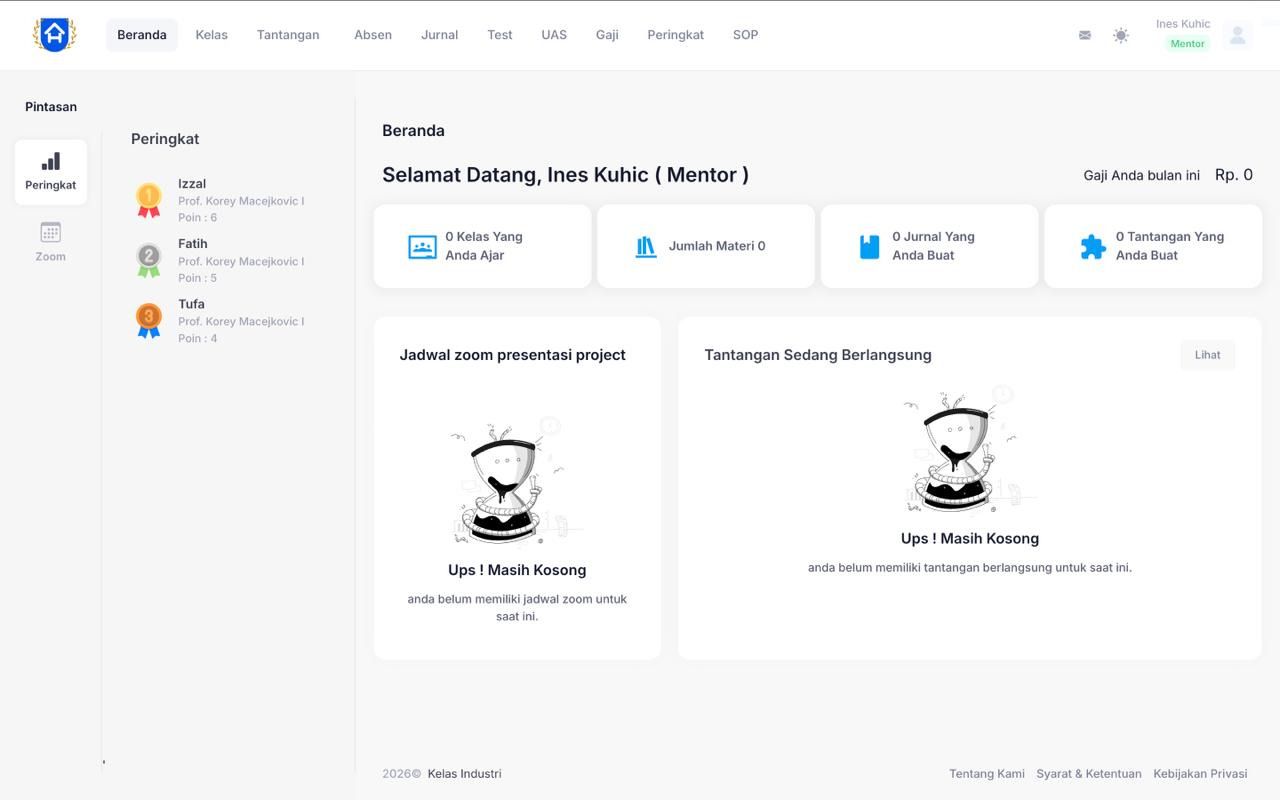 Beranda
Kelas
Tantangan
Absen
Jurnal
Test
UAS
Gaji
Peringkat
SOP
Ines Kuhic
Mentor
Pintasan
Peringkat
Zoom
Peringkat
1
Izzal
Prof. Korey Macejkovic I
Poin : 6
2
Fatih
Prof. Korey Macejkovic I
Poin : 5
3
Tufa
Prof. Korey Macejkovic I
Poin : 4
Beranda
Selamat Datang, Ines Kuhic ( Mentor )
Gaji Anda bulan ini Rp. 0
0 Kelas Yang
Anda Ajar
Jumlah Materi 0
0 Jurnal Yang
Anda Buat
0 Tantangan Yang
Anda Buat
Jadwal zoom presentasi project
Ups ! Masih Kosong
anda belum memiliki jadwal zoom untuk
saat ini.
Tantangan Sedang Berlangsung
Lihat
Ups ! Masih Kosong
anda belum memiliki tantangan berlangsung untuk saat ini.
2026© Kelas Industri
Tentang Kami
Syarat & Ketentuan
Kebijakan Privasi